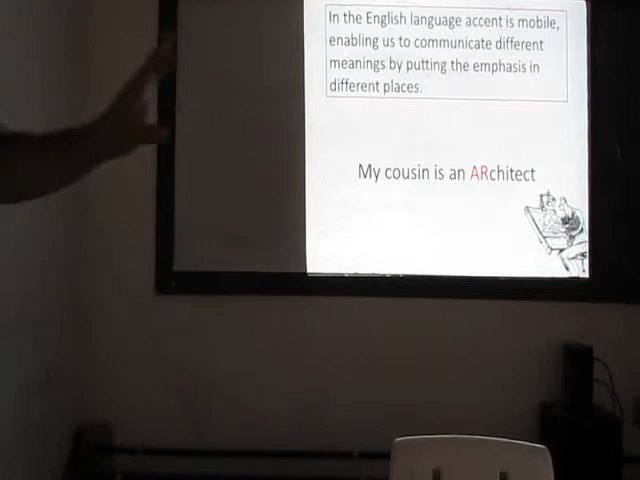 In the English language accent is mobile,
enabling us to communicate different
meanings by putting the emphasis in
different places.
My cousin is an ARchitect